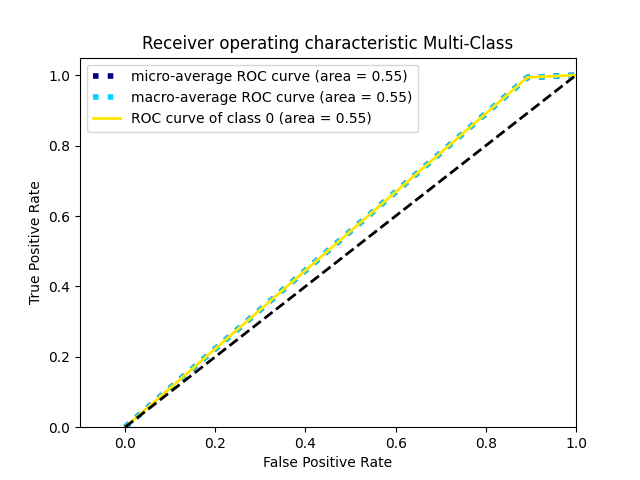 Receiver operating characteristic Multi-Class
micro-average ROC curve (area = 0.55)
macro-average ROC curve (area = 0.55)
ROC curve of class 0 (area = 0.55)
True Positive Rate
1.0
0.8
0.6
0.4
0.2
0.0
0.0 0.2 0.4 0.6 0.8 1.0
False Positive Rate